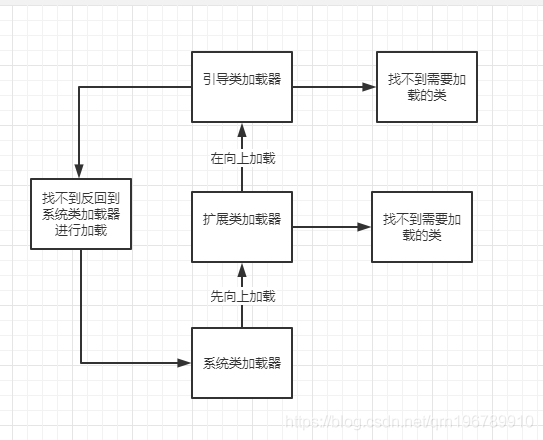 引导类加载器
找不到需要加
载的类
在向上加载
找不到反回到
系统类加载器
进行加载
扩展类加载器
找不到需要加
载的类
先向上加载
系统类加载器
https://blog.csdn.net/qm196789910